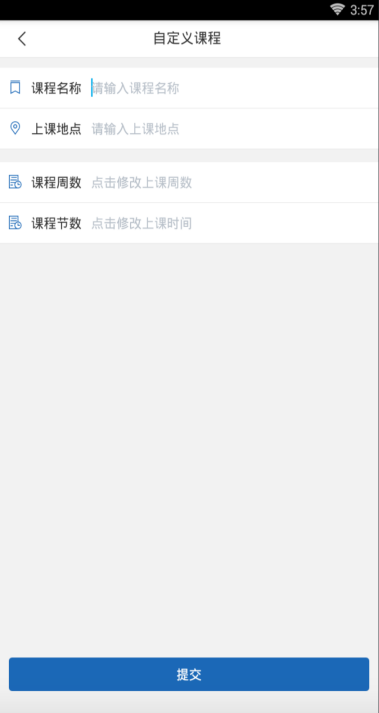 3:57
自定义课程
课程名称 请输入课程名称
上课地点 请输入上课地点
课程周数 点击修改上课周数
课程节数 点击修改上课时间
提交